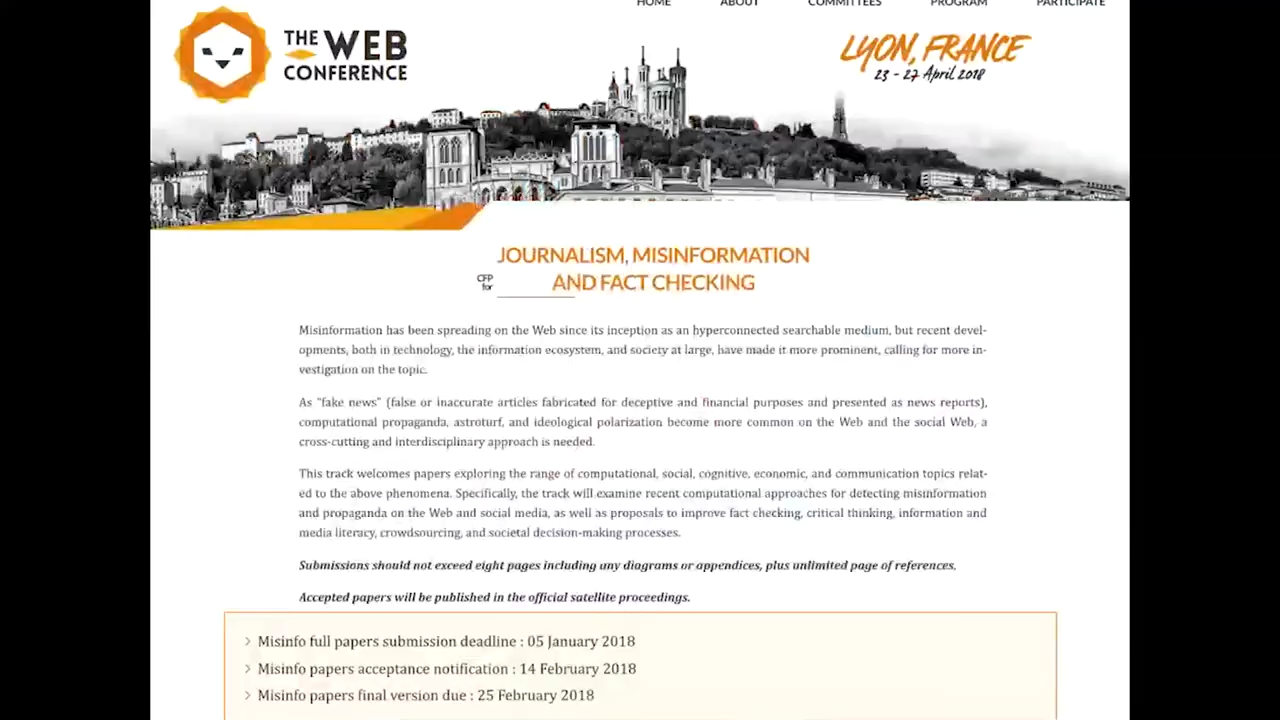 HOME ABOUT COMMITTEES PROGRAM PARTICIPATE
THE WEB
CONFERENCE
LYON, FRANCE
23 - 27 April 2018
JOURNALISM, MISINFORMATION
CFP for AND FACT CHECKING
Misinformation has been spreading on the Web since its inception as an hyperconnected searchable medium, but recent devel-
opments, both in technology, the information ecosystem, and society at large, have made it more prominent, calling for more in-
vestigation on the topic.
As "fake news" (false or inaccurate articles fabricated for deceptive and financial purposes and presented as news reports),
computational propaganda, astroturf, and ideological polarization become more common on the Web and the social Web, a
cross-cutting and interdisciplinary approach is needed.
This track welcomes papers exploring the range of computational, social, cognitive, economic, and communication topics relat-
ed to the above phenomena. Specifically, the track will examine recent computational approaches for detecting misinformation
and propaganda on the Web and social media, as well as proposals to improve fact checking, critical thinking, information and
media literacy, crowdsourcing, and societal decision-making processes.
Submissions should not exceed eight pages including any diagrams or appendices, plus unlimited page of references.
Accepted papers will be published in the official satellite proceedings.
> Misinfo full papers submission deadline : 05 January 2018
> Misinfo papers acceptance notification : 14 February 2018
> Misinfo papers final version due : 25 February 2018